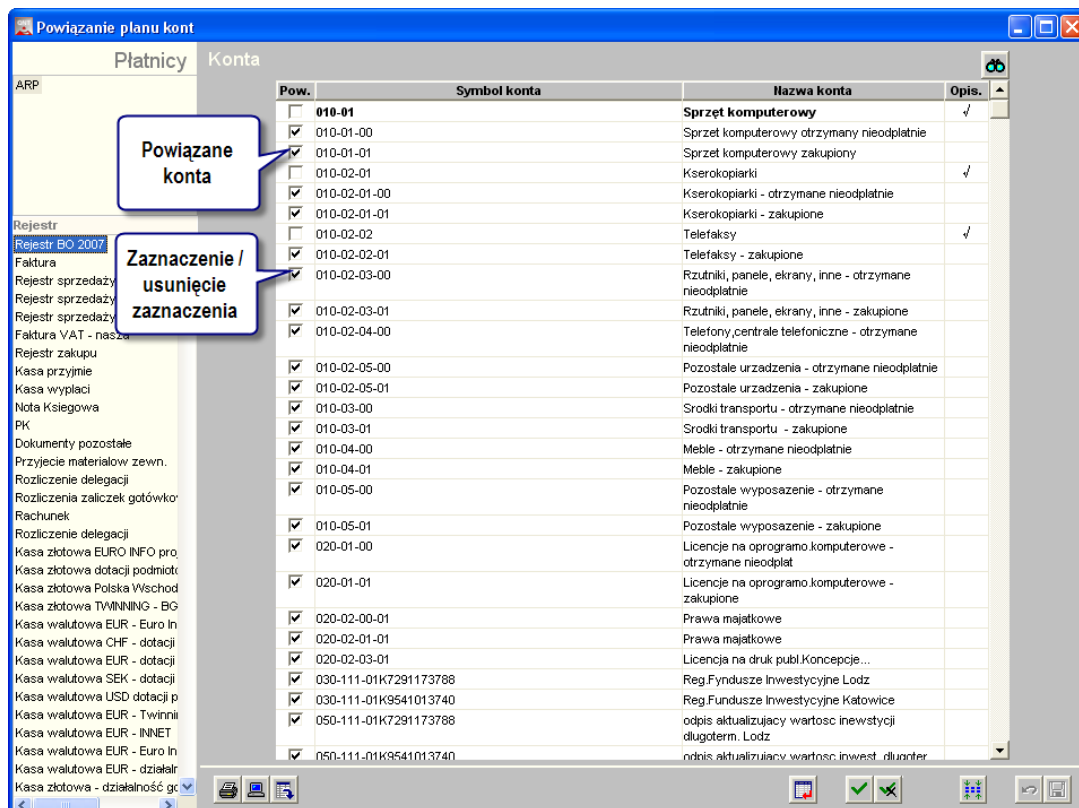 Powiązanie planu kont
Płatnicy
Konta
ARP
Pow. Symbol konta Nazwa konta Opis.
010-01 Sprzęt komputerowy √
010-01-00 Sprzet komputerowy otrzymany nieodplatnie
010-01-01 Sprzet komputerowy zakupiony
010-02-01 Kserokopiarki √
010-02-01-00 Kserokopiarki - otrzymane nieodplatnie
010-02-01-01 Kserokopiarki - zakupione
010-02-02 Telefaksy √
010-02-02-01 Telefaksy - zakupione
010-02-03-00 Rzutniki, panele, ekrany, inne - otrzymane
nieodplatnie
010-02-03-01 Rzutniki, panele, ekrany, inne - zakupione
010-02-04-00 Telefony,centrale telefoniczne - otrzymane
nieodplatnie
010-02-05-00 Pozostale urzadzenia - otrzymane nieodplatnie
010-02-05-01 Pozostale urzadzenia - zakupione
010-03-00 Srodki transportu - otrzymane nieodplatnie
010-03-01 Srodki transportu - zakupione
010-04-00 Meble - otrzymane nieodplatnie
010-04-01 Meble - zakupione
010-05-00 Pozostale wyposazenie - otrzymane
nieodplatnie
010-05-01 Pozostale wyposazenie - zakupione
020-01-00 Licencje na oprogramo.komputerowe -
otrzymane nieodplat
020-01-01 Licencje na oprogramo.komputerowe -
zakupione
020-02-00-01 Prawa majatkowe
020-02-01-01 Prawa majatkowe
020-02-03-01 Licencja na druk publ.Koncepcje...
030-111-01K7291173788 Reg.Fyndusze Inwestycyjne Lodz
030-111-01K9541013740 Reg.Fundusze Inwestycyjne Katowice
050-111-01K7291173788 odpis aktualizujacy wartosc inewstycji
dlugoterm. Lodz
050-111-01K9541013740 odpis aktualizujacy wartosc inwest. dlugoter
Powiązane
konta
Zaznaczenie /
usunięcie
zaznaczenia
Rejestr
Rejestr BO 2007
Faktura
Rejestr sprzedaży
Rejestr sprzedaży
Rejestr sprzedaży
Faktura VAT - nasza
Rejestr zakupu
Kasa przyjmie
Kasa wyplaci
Nota Ksiegowa
PK
Dokumenty pozostałe
Przyjecie materialow zewn.
Rozliczenie delegacji
Rozliczenia zaliczek gotówko
Rachunek
Rozliczenie delegacji
Kasa złotowa EURO INFO pro
Kasa złotowa dotacji podmiot
Kasa złotowa Polska Wschod
Kasa złotowa TWINNING - BG
Kasa walutowa EUR - Euro In
Kasa walutowa CHF - dotacji
Kasa walutowa EUR - dotacji
Kasa walutowa SEK - dotacji
Kasa walutowa USD dotacji p
Kasa walutowa EUR - Twinni
Kasa walutowa EUR - INNET
Kasa walutowa EUR - Euro In
Kasa walutowa EUR - działaln
Kasa złotowa - działalność go